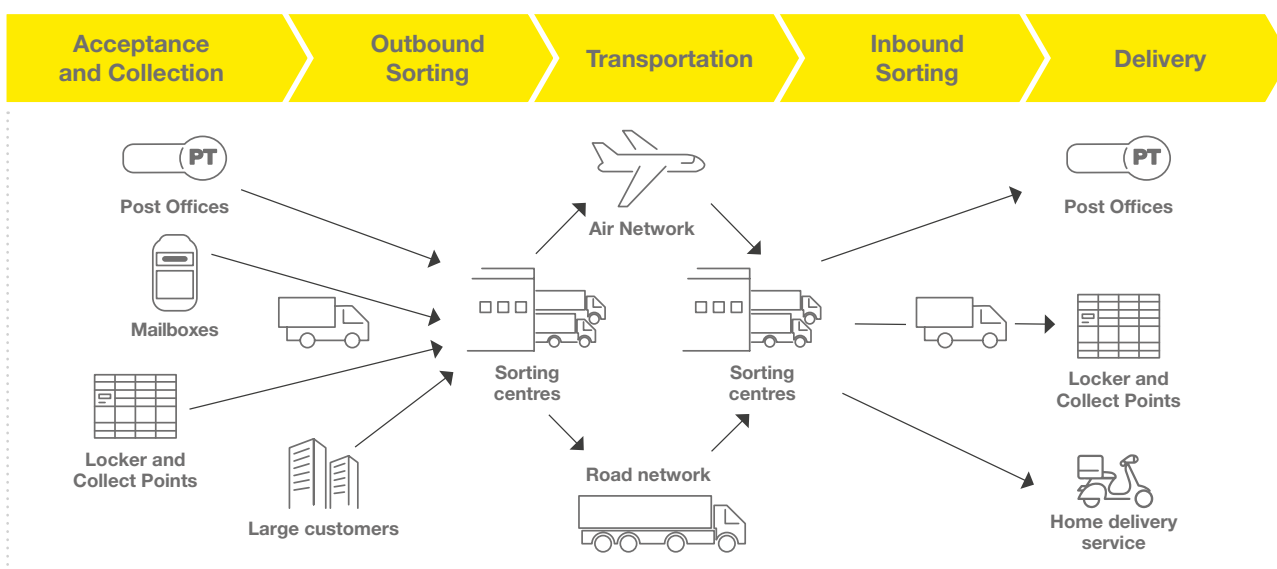 Acceptance
and Collection
Outbound
Sorting
Transportation
Inbound
Sorting
Delivery
PT
Post Offices
Mailboxes
Locker and
Collect Points
Large customers
Sorting
centres
Air Network
Road network
Sorting
centres
PT
Post Offices
Locker and
Collect Points
Home delivery
service